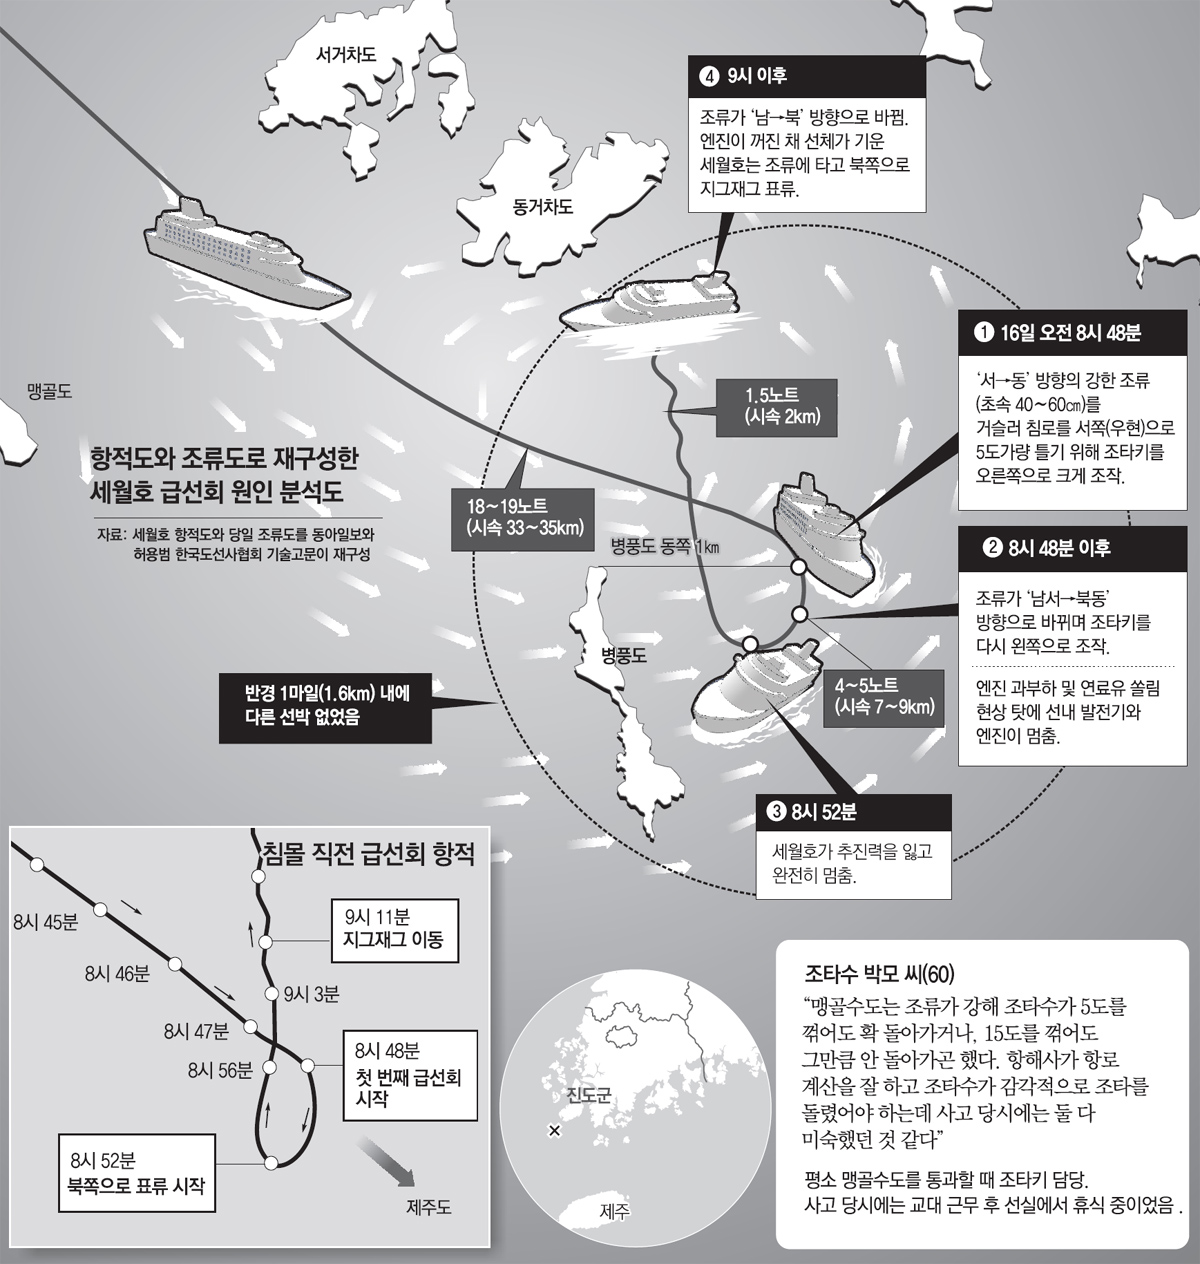 서거차도
동거차도
맹골도
❹ 9시 이후
조류가 ‘남→북’ 방향으로 바뀜.
엔진이 꺼진 채 선체가 기운
세월호는 조류에 타고 북쪽으로
지그재그 표류.
❶ 16일 오전 8시 48분
‘서→동’ 방향의 강한 조류
(초속 40~60㎝)를
거슬러 침로를 서쪽(우현)으로
5도가량 틀기 위해 조타키를
오른쪽으로 크게 조작.
1.5노트
(시속 2km)
항적도와 조류도로 재구성한
세월호 급선회 원인 분석도
자료: 세월호 항적도와 당일 조류도를 동아일보와
허용범 한국도선사협회 기술고문이 재구성
18~19노트
(시속 33~35km)
병풍도 동쪽 1㎞
❷ 8시 48분 이후
조류가 ‘남서→북동’
방향으로 바뀌며 조타키를
다시 왼쪽으로 조작.
엔진 과부하 및 연료유 쏠림
현상 탓에 선내 발전기와
엔진이 멈춤.
병풍도
4~5노트
(시속 7~9km)
반경 1마일(1.6km) 내에
다른 선박 없었음
❸ 8시 52분
세월호가 추진력을 잃고
완전히 멈춤.
침몰 직전 급선회 항적
8시 45분
8시 46분
8시 47분
8시 56분
9시 11분
지그재그 이동
9시 3분
8시 48분
첫 번째 급선회
시작
8시 52분
북쪽으로 표류 시작
제주도
진도군
제주
조타수 박모 씨(60)
“맹골수도는 조류가 강해 조타수가 5도를
꺾어도 확 돌아가거나, 15도를 꺾어도
그만큼 안 돌아가곤 했다. 항해사가 항로
계산을 잘 하고 조타수가 감각적으로 조타를
돌렸어야 하는데 사고 당시에는 둘 다
미숙했던 것 같다”
평소 맹골수도를 통과할 때 조타키 담당.
사고 당시에는 교대 근무 후 선실에서 휴식 중이었음 .